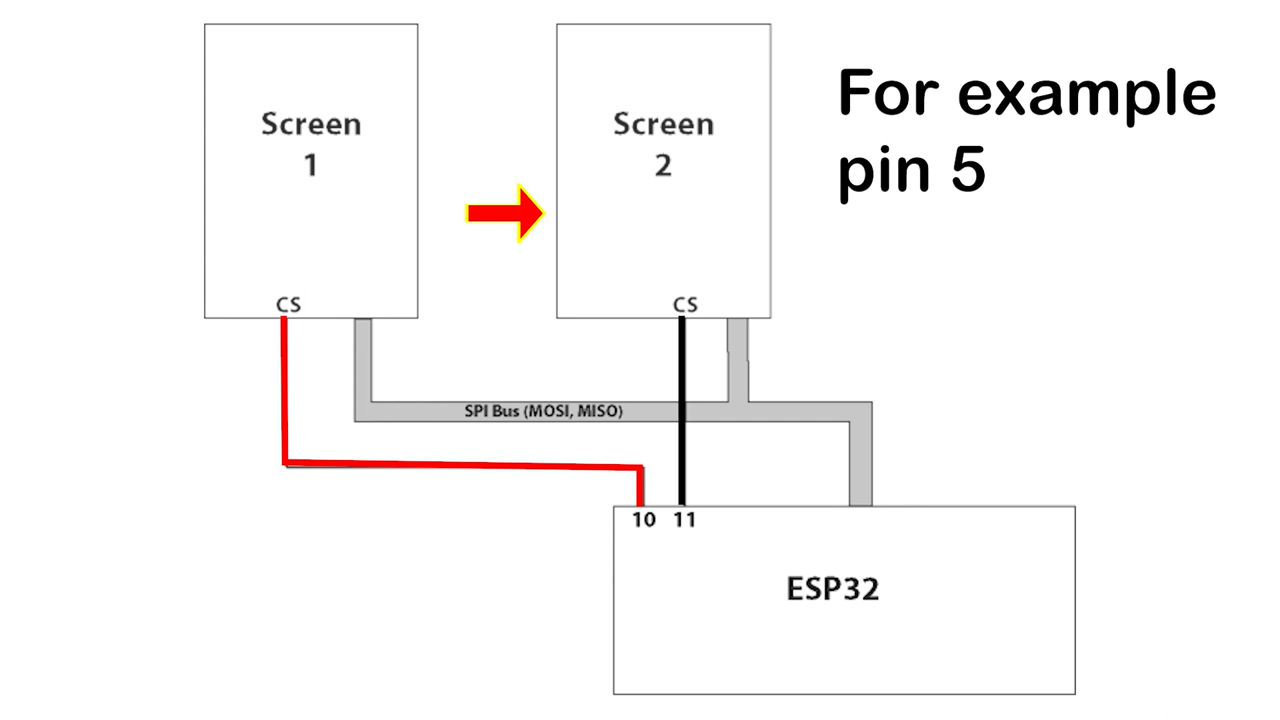 Screen
1
Screen
2
For example
pin 5
CS
CS
SPI Bus (MOSI, MISO)
10 11
ESP32